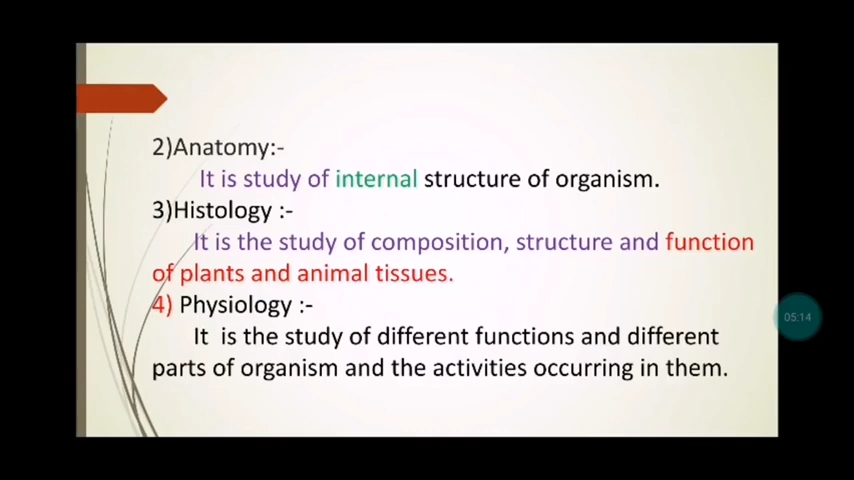 2)Anatomy:-
It is study of internal structure of organism.
3)Histology :-
It is the study of composition, structure and function
of plants and animal tissues.
4) Physiology :-
It is the study of different functions and different
parts of organism and the activities occurring in them.
05:14